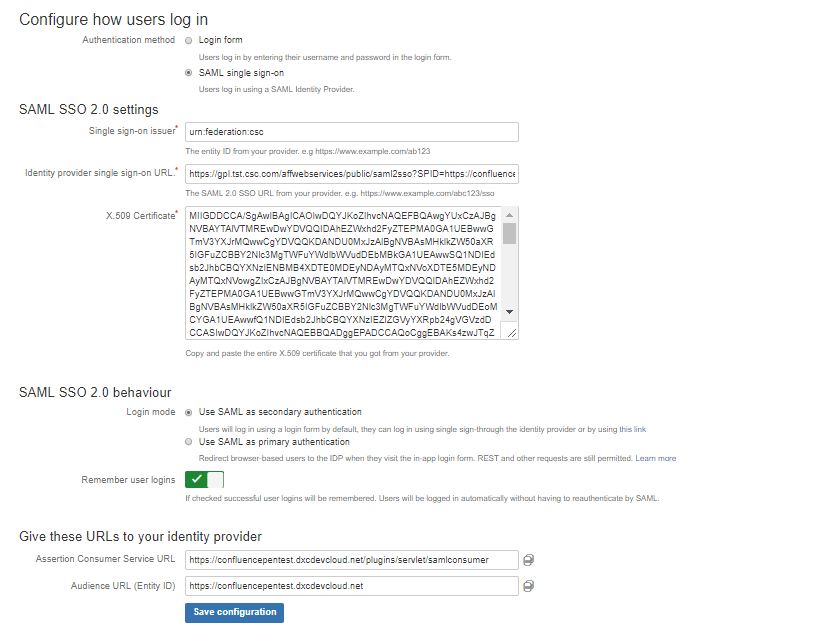 Configure how users log in
Authentication method
Login form
Users log in by entering their username and password in the login form.
SAML single sign-on
Users log in using a SAML Identity Provider.
SAML SSO 2.0 settings
Single sign-on issuer*
urn:federation:csc
The entity ID from your provider. e.g https://www.example.com/ab123
Identity provider single sign-on URL.*
https://gpl.tst.csc.com/affwebservices/public/saml2sso?SPID=https://confluence
The SAML 2.0 SSO URL from your provider. e.g. https://www.example.com/abc123/sso
X.509 Certificate*
Copy and paste the entire X.509 certificate that you got from your provider.
SAML SSO 2.0 behaviour
Login mode
Use SAML as secondary authentication
Users will log in using a login form by default, they can log in using single sign-through the identity provider or by using this link
Use SAML as primary authentication
Redirect browser-based users to the IDP when they visit the in-app login form. REST and other requests are still permitted. Learn more
Remember user logins
If checked successful user logins will be remembered. Users will be logged in automatically without having to reauthenticate by SAML.
Give these URLs to your identity provider
Assertion Consumer Service URL
https://confluencepentest.dxcdevcloud.net/plugins/servlet/samlconsumer
Audience URL (Entity ID)
https://confluencepentest.dxcdevcloud.net
Save configuration